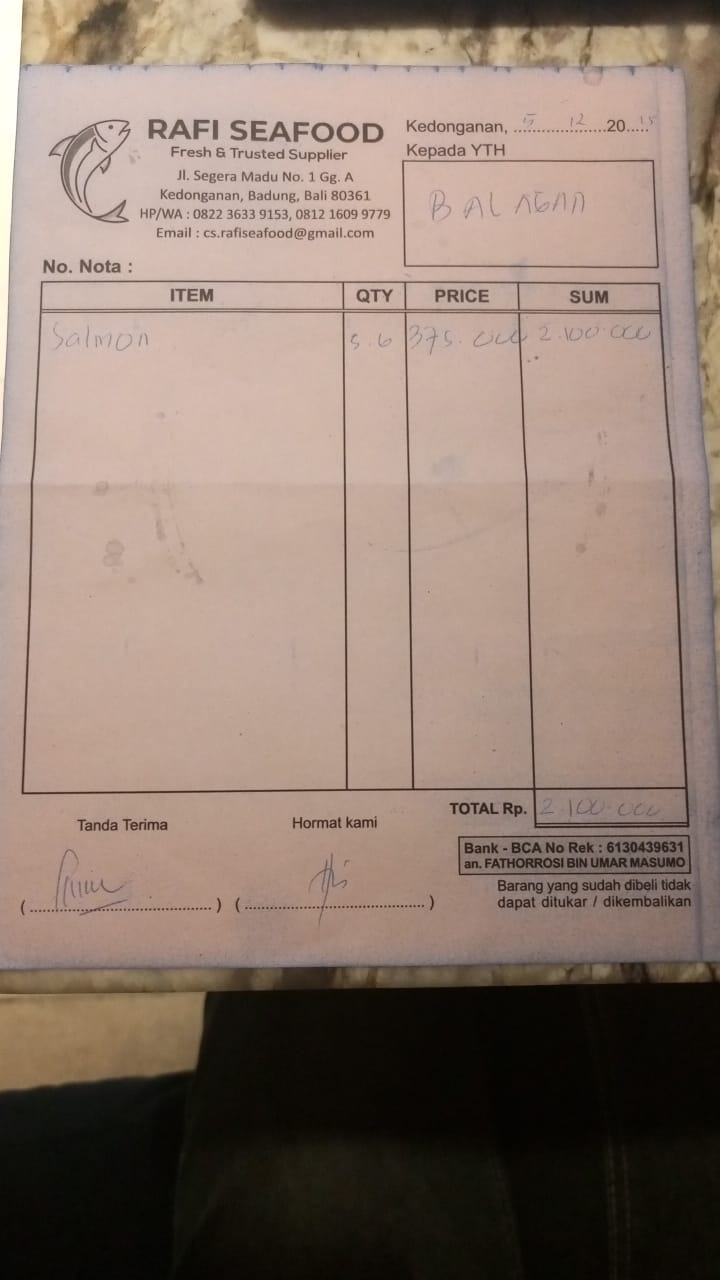 RAFI SEAFOOD
Fresh & Trusted Supplier
Jl. Segera Madu No. 1 Gg. A
Kedonganan, Badung, Bali 80361
HP/WA : 0822 3633 9153, 0812 1609 9779
Email : cs.rafiseafood@gmail.com
Kedonganan, 5 12 20
Kepada YTH
No. Nota :
ITEM QTY PRICE SUM
Salmon 5.6 375.000 2.100.000
TOTAL Rp. 2.100.000
Tanda Terima Hormat kami
Bank - BCA No Rek : 6130439631
an. FATHORROSI BIN UMAR MASUMO
Barang yang sudah dibeli tidak
dapat ditukar / dikembalikan